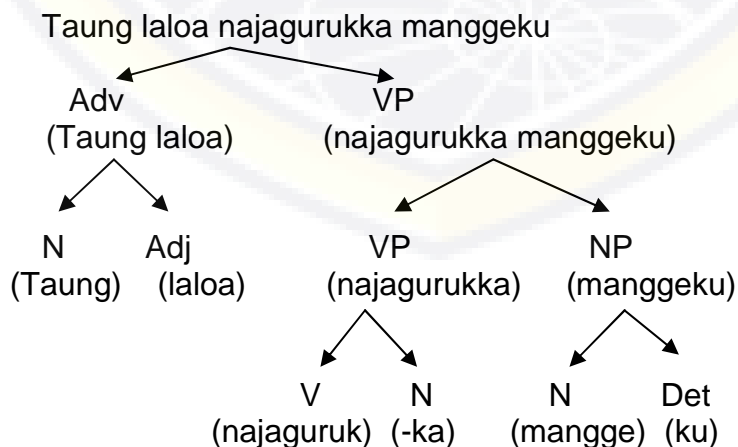 Taung laloa najagurukka manggeku
Adv VP
(Taung laloa) (najagurukka manggeku)
N Adj VP NP
(Taung) (laloa) (najagurukka) (manggeku)
V N N Det
(najaguruk) (-ka) (mangge) (ku)